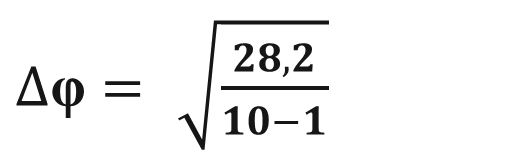 Δφ = √(28,2 / 10−1)